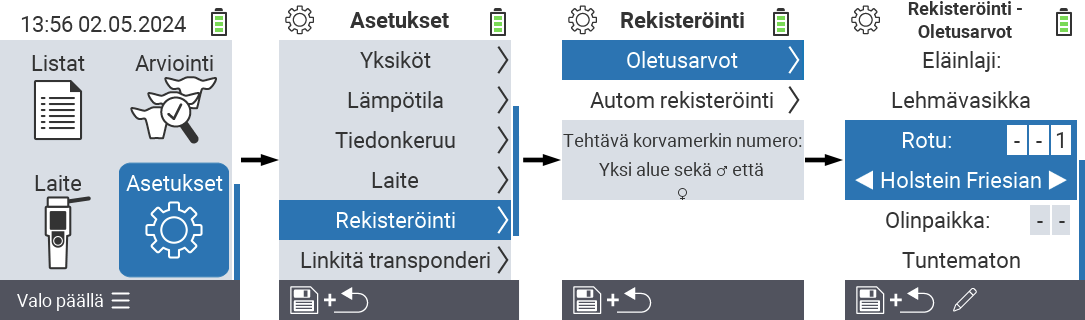 13:56 02.05.2024
Listat
Arviointi
Laite
Asetukset
Valo päällä
Asetukset
Yksiköt
Lämpötila
Tiedonkeruu
Laite
Rekisteröinti
Linkitä transponderi
Rekisteröinti
Oletusarvot
Autom rekisteröinti
Tehtävä korvamerkin numero:
Yksi alue sekä ♂ että
♀
Rekisteröinti -
Oletusarvot
Eläinlaji:
Lehmävasikka
Rotu: - - 1
Holstein Friesian
Olinpaikka: - -
Tuntematon